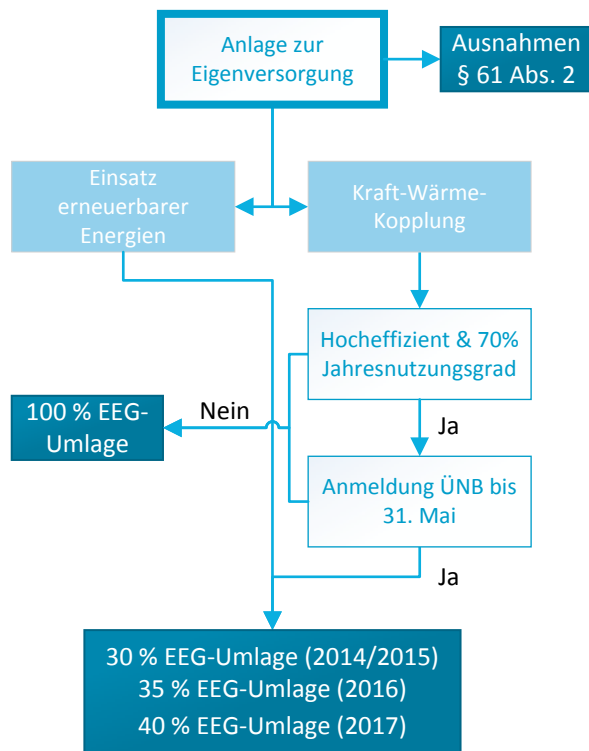 Anlage zur
Eigenversorgung
Ausnahmen
§ 61 Abs. 2
Einsatz
erneuerbarer
Energien
Kraft-Wärme-
Kopplung
Hocheffizient & 70%
Jahresnutzungsgrad
Nein
100 % EEG-
Umlage
Ja
Anmeldung ÜNB bis
31. Mai
Ja
30 % EEG-Umlage (2014/2015)
35 % EEG-Umlage (2016)
40 % EEG-Umlage (2017)